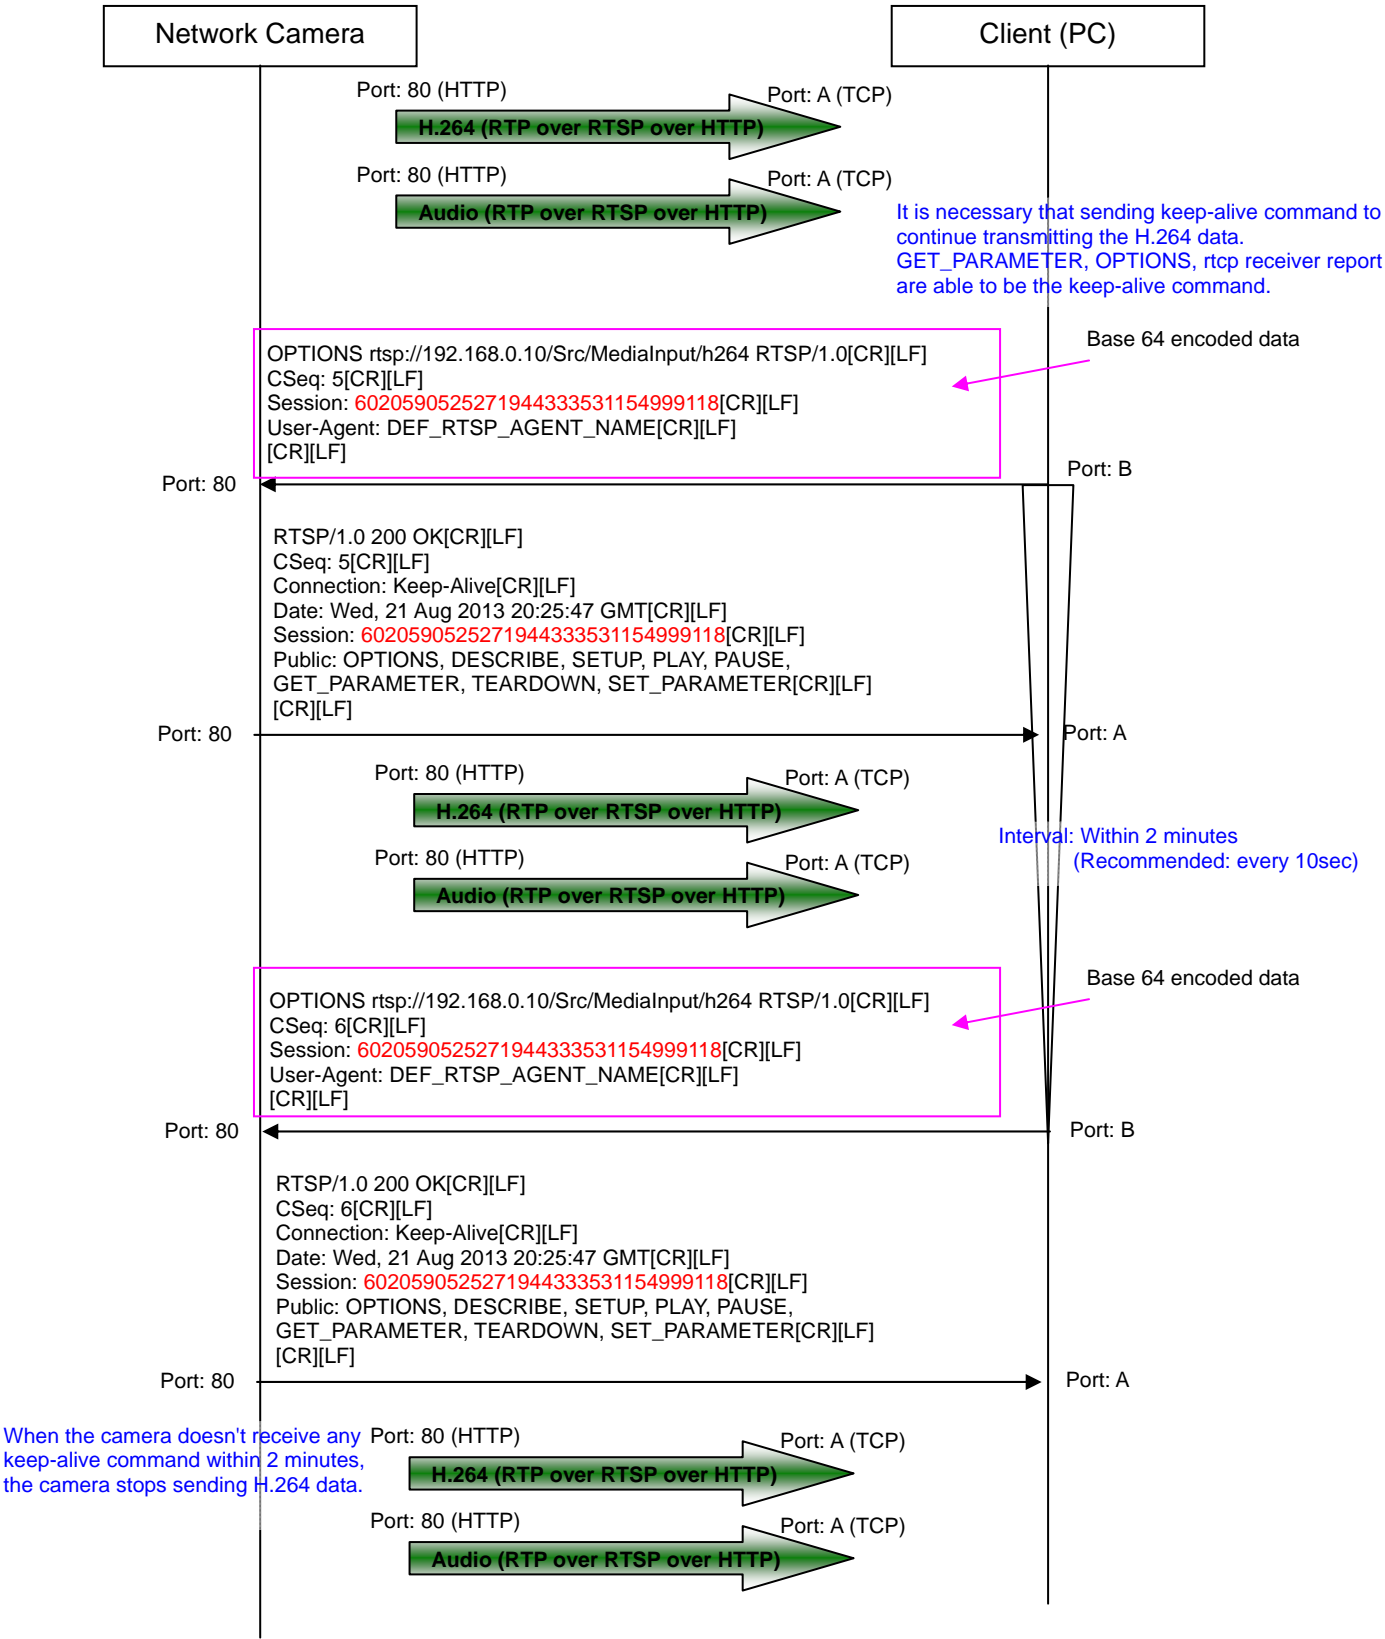 Network Camera
Client (PC)
Port: 80 (HTTP)
Port: A (TCP)
H.264 (RTP over RTSP over HTTP)
Port: 80 (HTTP)
Port: A (TCP)
Audio (RTP over RTSP over HTTP)
It is necessary that sending keep-alive command to
continue transmitting the H.264 data.
GET_PARAMETER, OPTIONS, rtcp receiver report
are able to be the keep-alive command.
Base 64 encoded data
OPTIONS rtsp://192.168.0.10/Src/MediaInput/h264 RTSP/1.0[CR][LF]
CSeq: 5[CR][LF]
Session: 6020590525271944333531154999118[CR][LF]
User-Agent: DEF_RTSP_AGENT_NAME[CR][LF]
[CR][LF]
Port: B
Port: 80
RTSP/1.0 200 OK[CR][LF]
CSeq: 5[CR][LF]
Connection: Keep-Alive[CR][LF]
Date: Wed, 21 Aug 2013 20:25:47 GMT[CR][LF]
Session: 6020590525271944333531154999118[CR][LF]
Public: OPTIONS, DESCRIBE, SETUP, PLAY, PAUSE,
GET_PARAMETER, TEARDOWN, SET_PARAMETER[CR][LF]
[CR][LF]
Port: 80
Port: A
Port: 80 (HTTP)
Port: A (TCP)
H.264 (RTP over RTSP over HTTP)
Interval: Within 2 minutes
(Recommended: every 10sec)
Port: 80 (HTTP)
Port: A (TCP)
Audio (RTP over RTSP over HTTP)
Base 64 encoded data
OPTIONS rtsp://192.168.0.10/Src/MediaInput/h264 RTSP/1.0[CR][LF]
CSeq: 6[CR][LF]
Session: 6020590525271944333531154999118[CR][LF]
User-Agent: DEF_RTSP_AGENT_NAME[CR][LF]
[CR][LF]
Port: 80
Port: B
RTSP/1.0 200 OK[CR][LF]
CSeq: 6[CR][LF]
Connection: Keep-Alive[CR][LF]
Date: Wed, 21 Aug 2013 20:25:47 GMT[CR][LF]
Session: 6020590525271944333531154999118[CR][LF]
Public: OPTIONS, DESCRIBE, SETUP, PLAY, PAUSE,
GET_PARAMETER, TEARDOWN, SET_PARAMETER[CR][LF]
[CR][LF]
Port: 80
Port: A
When the camera doesn't receive any
keep-alive command within 2 minutes,
the camera stops sending H.264 data.
Port: 80 (HTTP)
Port: A (TCP)
H.264 (RTP over RTSP over HTTP)
Port: 80 (HTTP)
Port: A (TCP)
Audio (RTP over RTSP over HTTP)